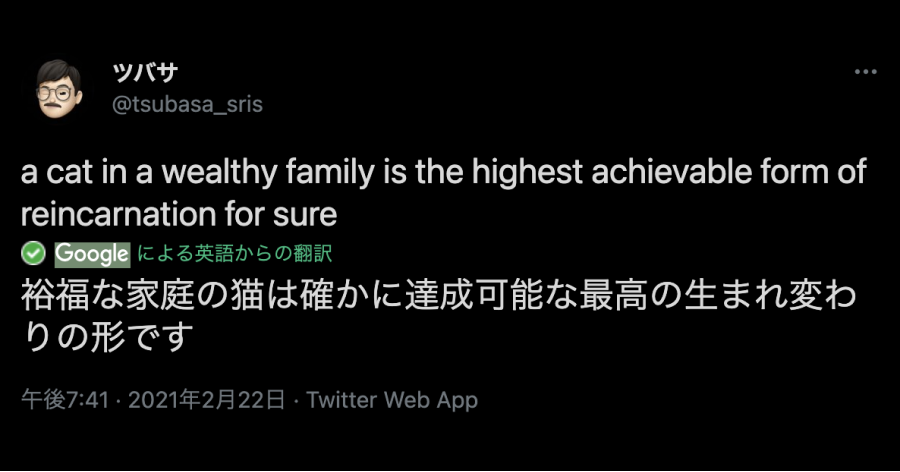 ツバサ
@tsubasa_sris
a cat in a wealthy family is the highest achievable form of
reincarnation for sure
Google による英語からの翻訳
裕福な家庭の猫は確かに達成可能な最高の生まれ変わ
りの形です
午後7:41 · 2021年2月22日 · Twitter Web App